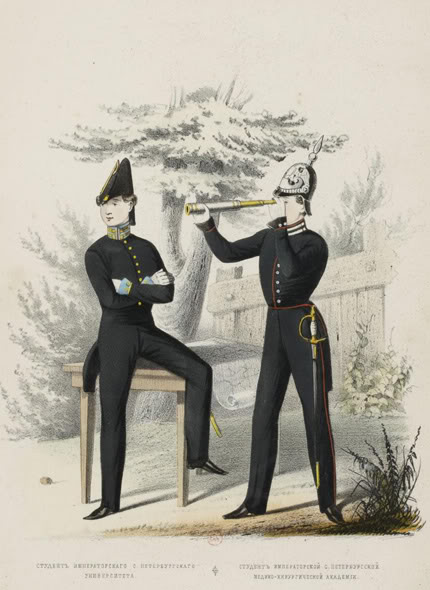 СТУДЕНТЪ ИМПЕРАТОРСКАГО С. ПЕТЕРБУРГСКАГО
УНИВЕРСИТЕТА.
СТУДЕНТЪ ИМПЕРАТОРСКОЙ С. ПЕТЕРБУРГСКОЙ
МЕДИКО-ХИРУРГИЧЕСКОЙ АКАДЕМІИ.